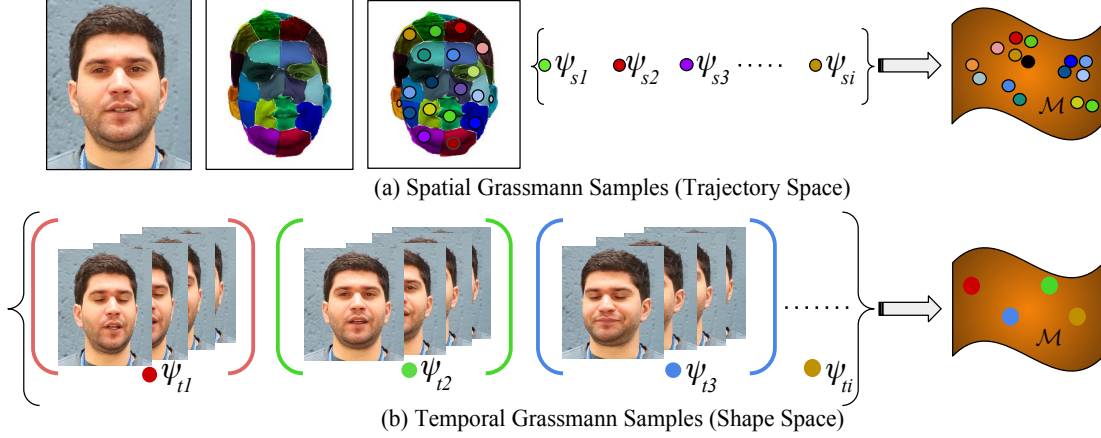 ψs1 ψs2 ψs3 ..... ψsi
ℳ
(a) Spatial Grassmann Samples (Trajectory Space)
........
ℳ
ψt1 ψt2 ψt3 ψti
(b) Temporal Grassmann Samples (Shape Space)